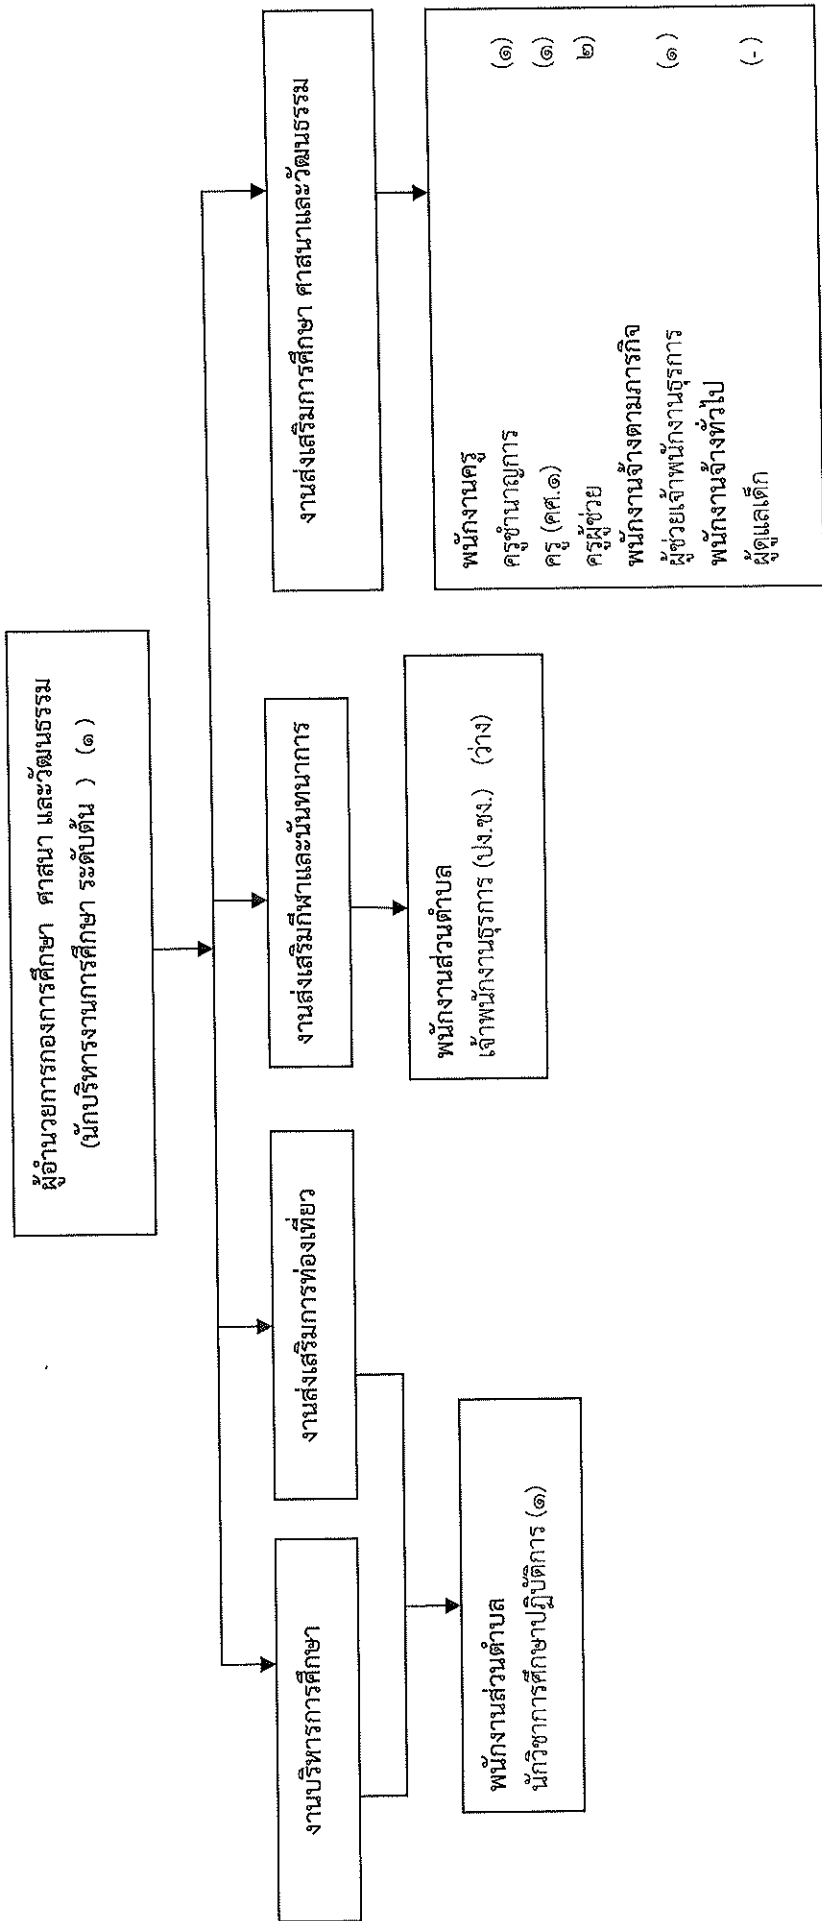 ผู้อำนวยการกองการศึกษา ศาสนา และวัฒนธรรม
(นักบริหารงานการศึกษา ระดับต้น ) (๑ )
งานบริหารการศึกษา
งานส่งเสริมการท่องเที่ยว
งานส่งเสริมกีฬาและนันทนาการ
งานส่งเสริมการศึกษา ศาสนาและวัฒนธรรม
พนักงานส่วนตำบล
นักวิชาการศึกษาปฏิบัติการ (๑)
พนักงานส่วนตำบล
เจ้าพนักงานธุรการ (ปง.ชง.) (ว่าง)
พนักงานครู
ครูชำนาญการ (๑)
ครู (คศ.๑) (๑)
ครูผู้ช่วย ๒)
พนักงานจ้างตามภารกิจ
ผู้ช่วยเจ้าพนักงานธุรการ (๑ )
พนักงานจ้างทั่วไป
ผู้ดูแลเด็ก (-)